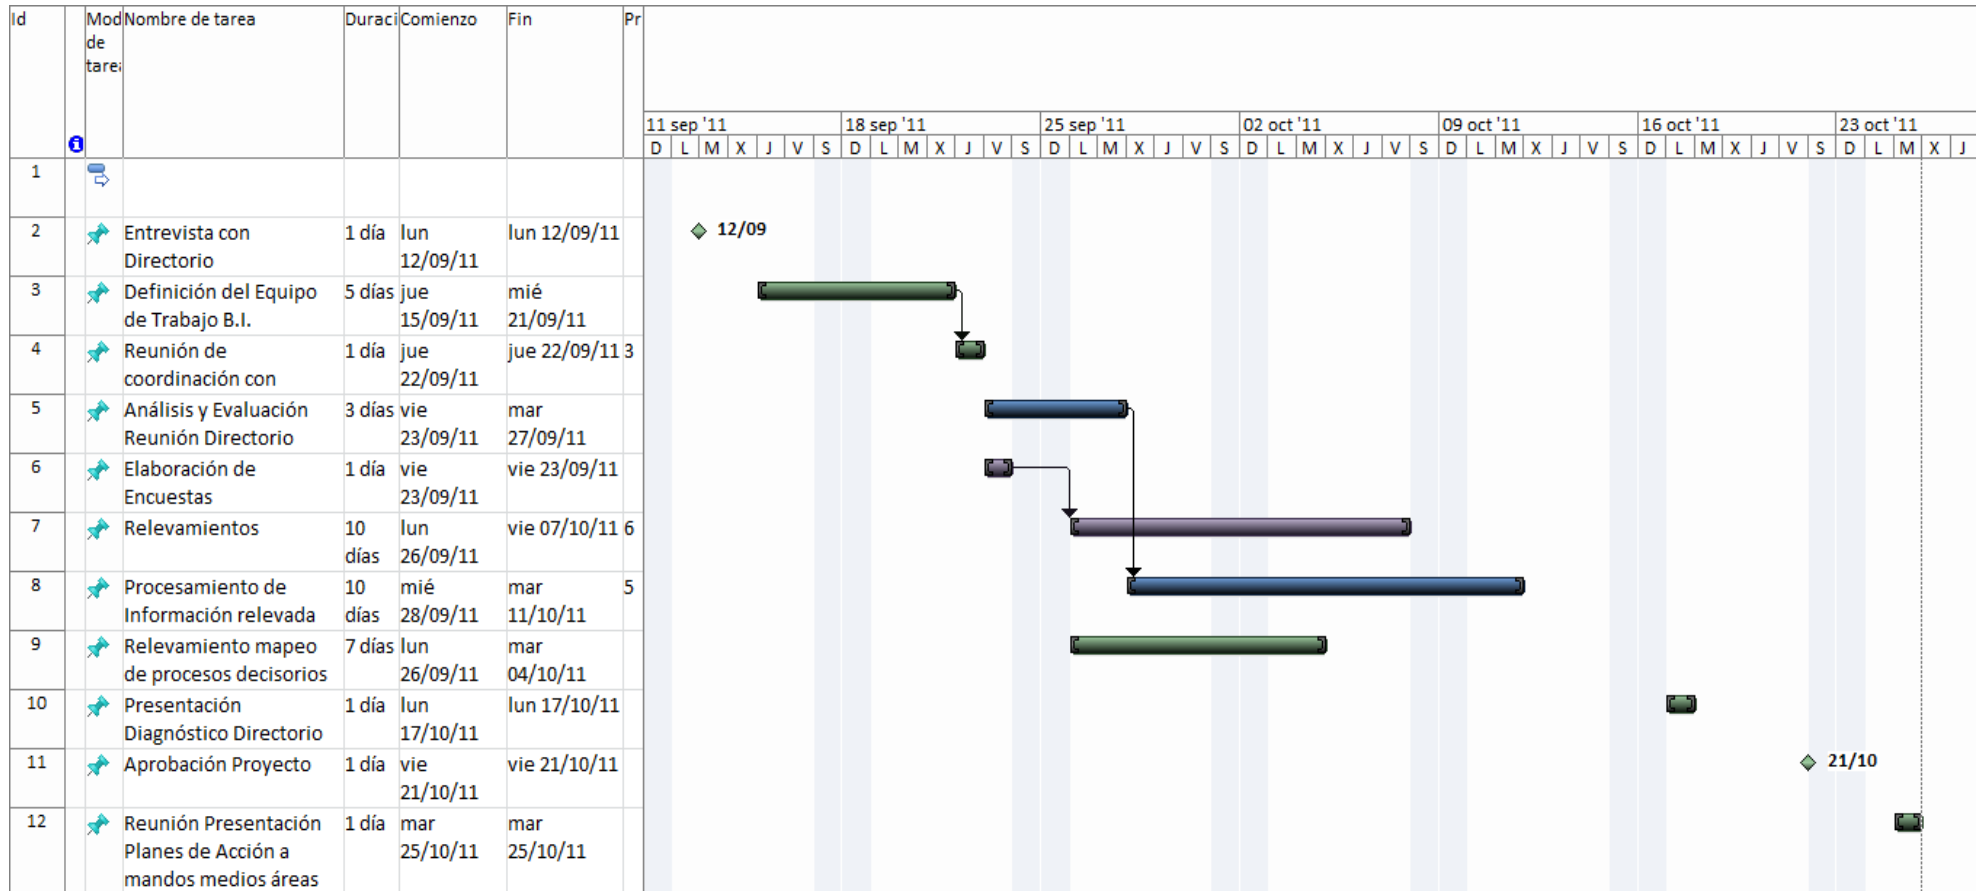 Id Mod Nombre de tarea Duraci Comienzo Fin Pr
de
tare
11 sep '11 18 sep '11 25 sep '11 02 oct '11 09 oct '11 16 oct '11 23 oct '11
D L M X J V S D L M X J V S D L M X J V S D L M X J V S D L M X J V S D L M X J V S D L M X J
1
2 Entrevista con 1 día lun lun 12/09/11 12/09
Directorio 12/09/11
3 Definición del Equipo 5 días jue mié
de Trabajo B.I. 15/09/11 21/09/11
4 Reunión de 1 día jue jue 22/09/11 3
coordinación con 22/09/11
5 Análisis y Evaluación 3 días vie mar
Reunión Directorio 23/09/11 27/09/11
6 Elaboración de 1 día vie vie 23/09/11
Encuestas 23/09/11
7 Relevamientos 10 lun vie 07/10/11 6
días 26/09/11
8 Procesamiento de 10 mié mar 5
Información relevada días 28/09/11 11/10/11
9 Relevamiento mapeo 7 días lun mar
de procesos decisorios 26/09/11 04/10/11
10 Presentación 1 día lun lun 17/10/11
Diagnóstico Directorio 17/10/11
11 Aprobación Proyecto 1 día vie vie 21/10/11 21/10
21/10/11
12 Reunión Presentación 1 día mar mar
Planes de Acción a 25/10/11 25/10/11
mandos medios áreas